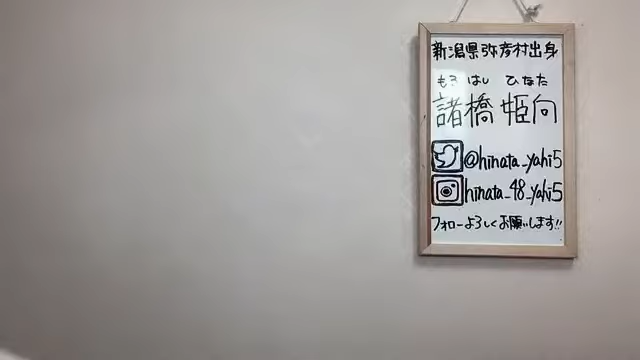 新潟県弥彦村出身
もろ はし ひなた
諸橋 姫向
@hinata_yahi5
hinata_48_yahi5
フォローよろしくお願いします!!